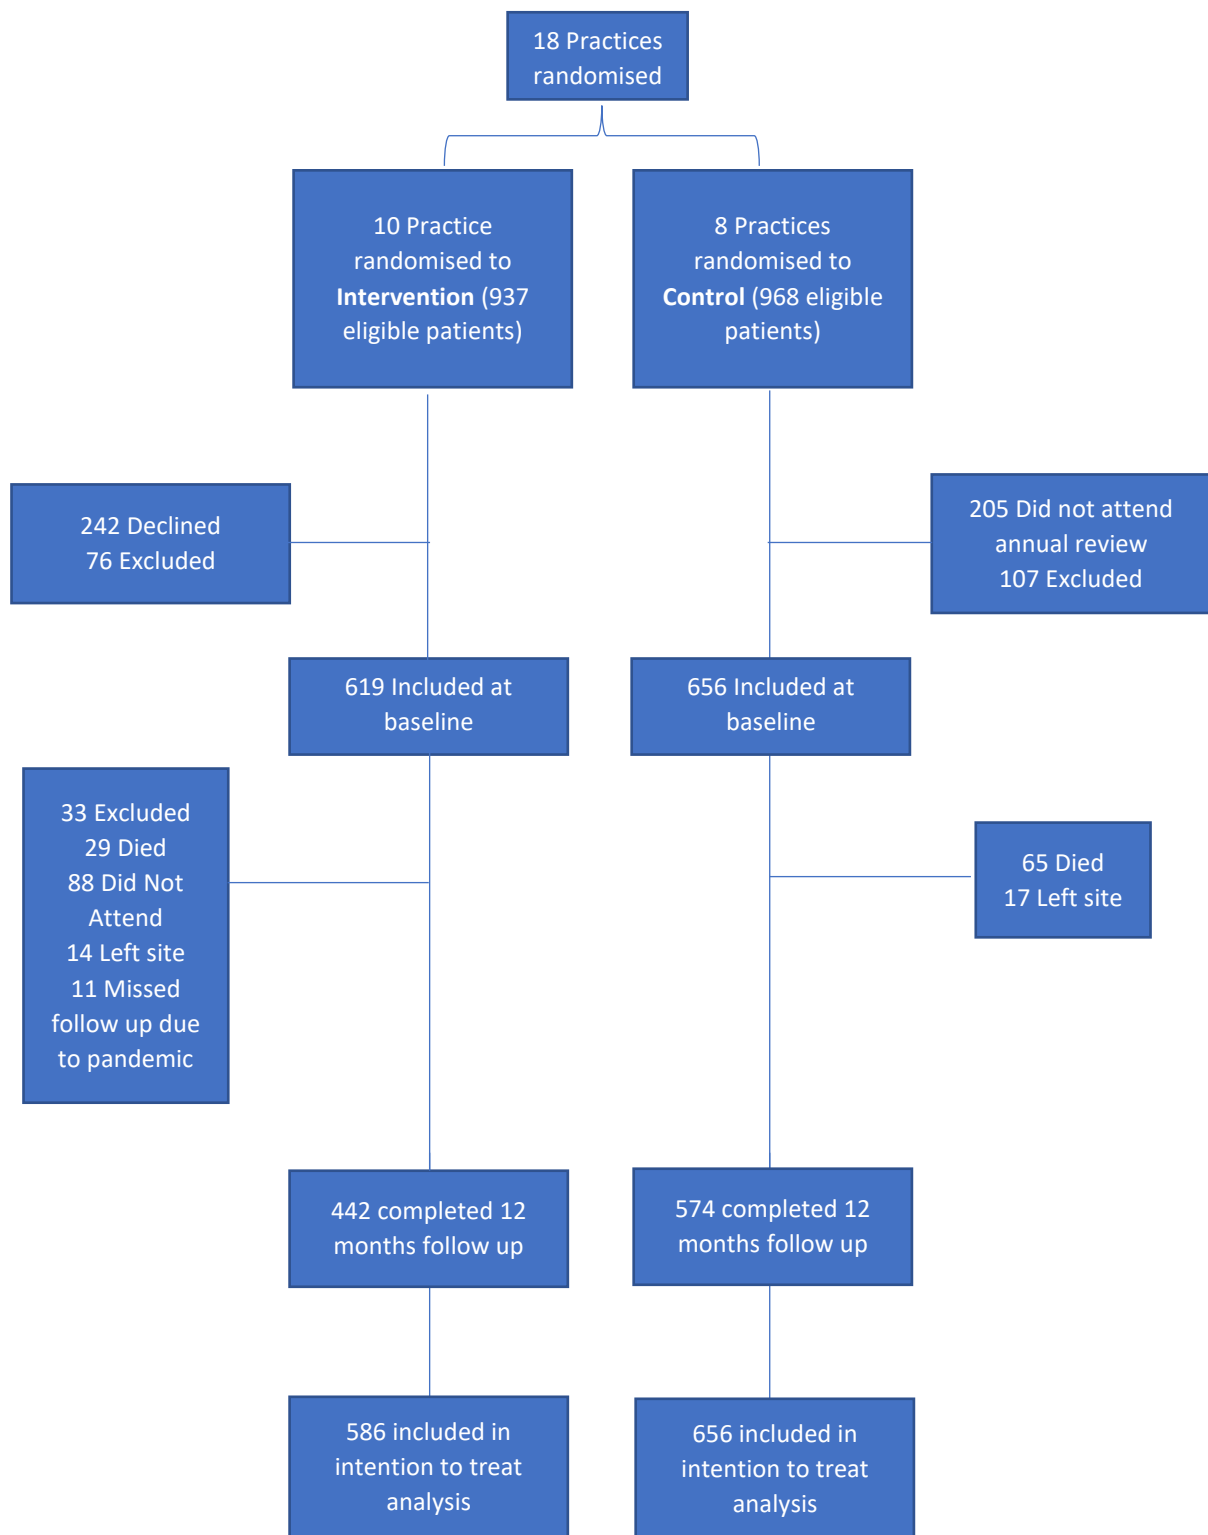 18 Practices
randomised
10 Practice
randomised to
Intervention (937
eligible patients)
8 Practices
randomised to
Control (968 eligible
patients)
242 Declined
76 Excluded
205 Did not attend
annual review
107 Excluded
619 Included at
baseline
656 Included at
baseline
33 Excluded
29 Died
88 Did Not
Attend
14 Left site
11 Missed
follow up due
to pandemic
65 Died
17 Left site
442 completed 12
months follow up
574 completed 12
months follow up
586 included in
intention to treat
analysis
656 included in
intention to treat
analysis